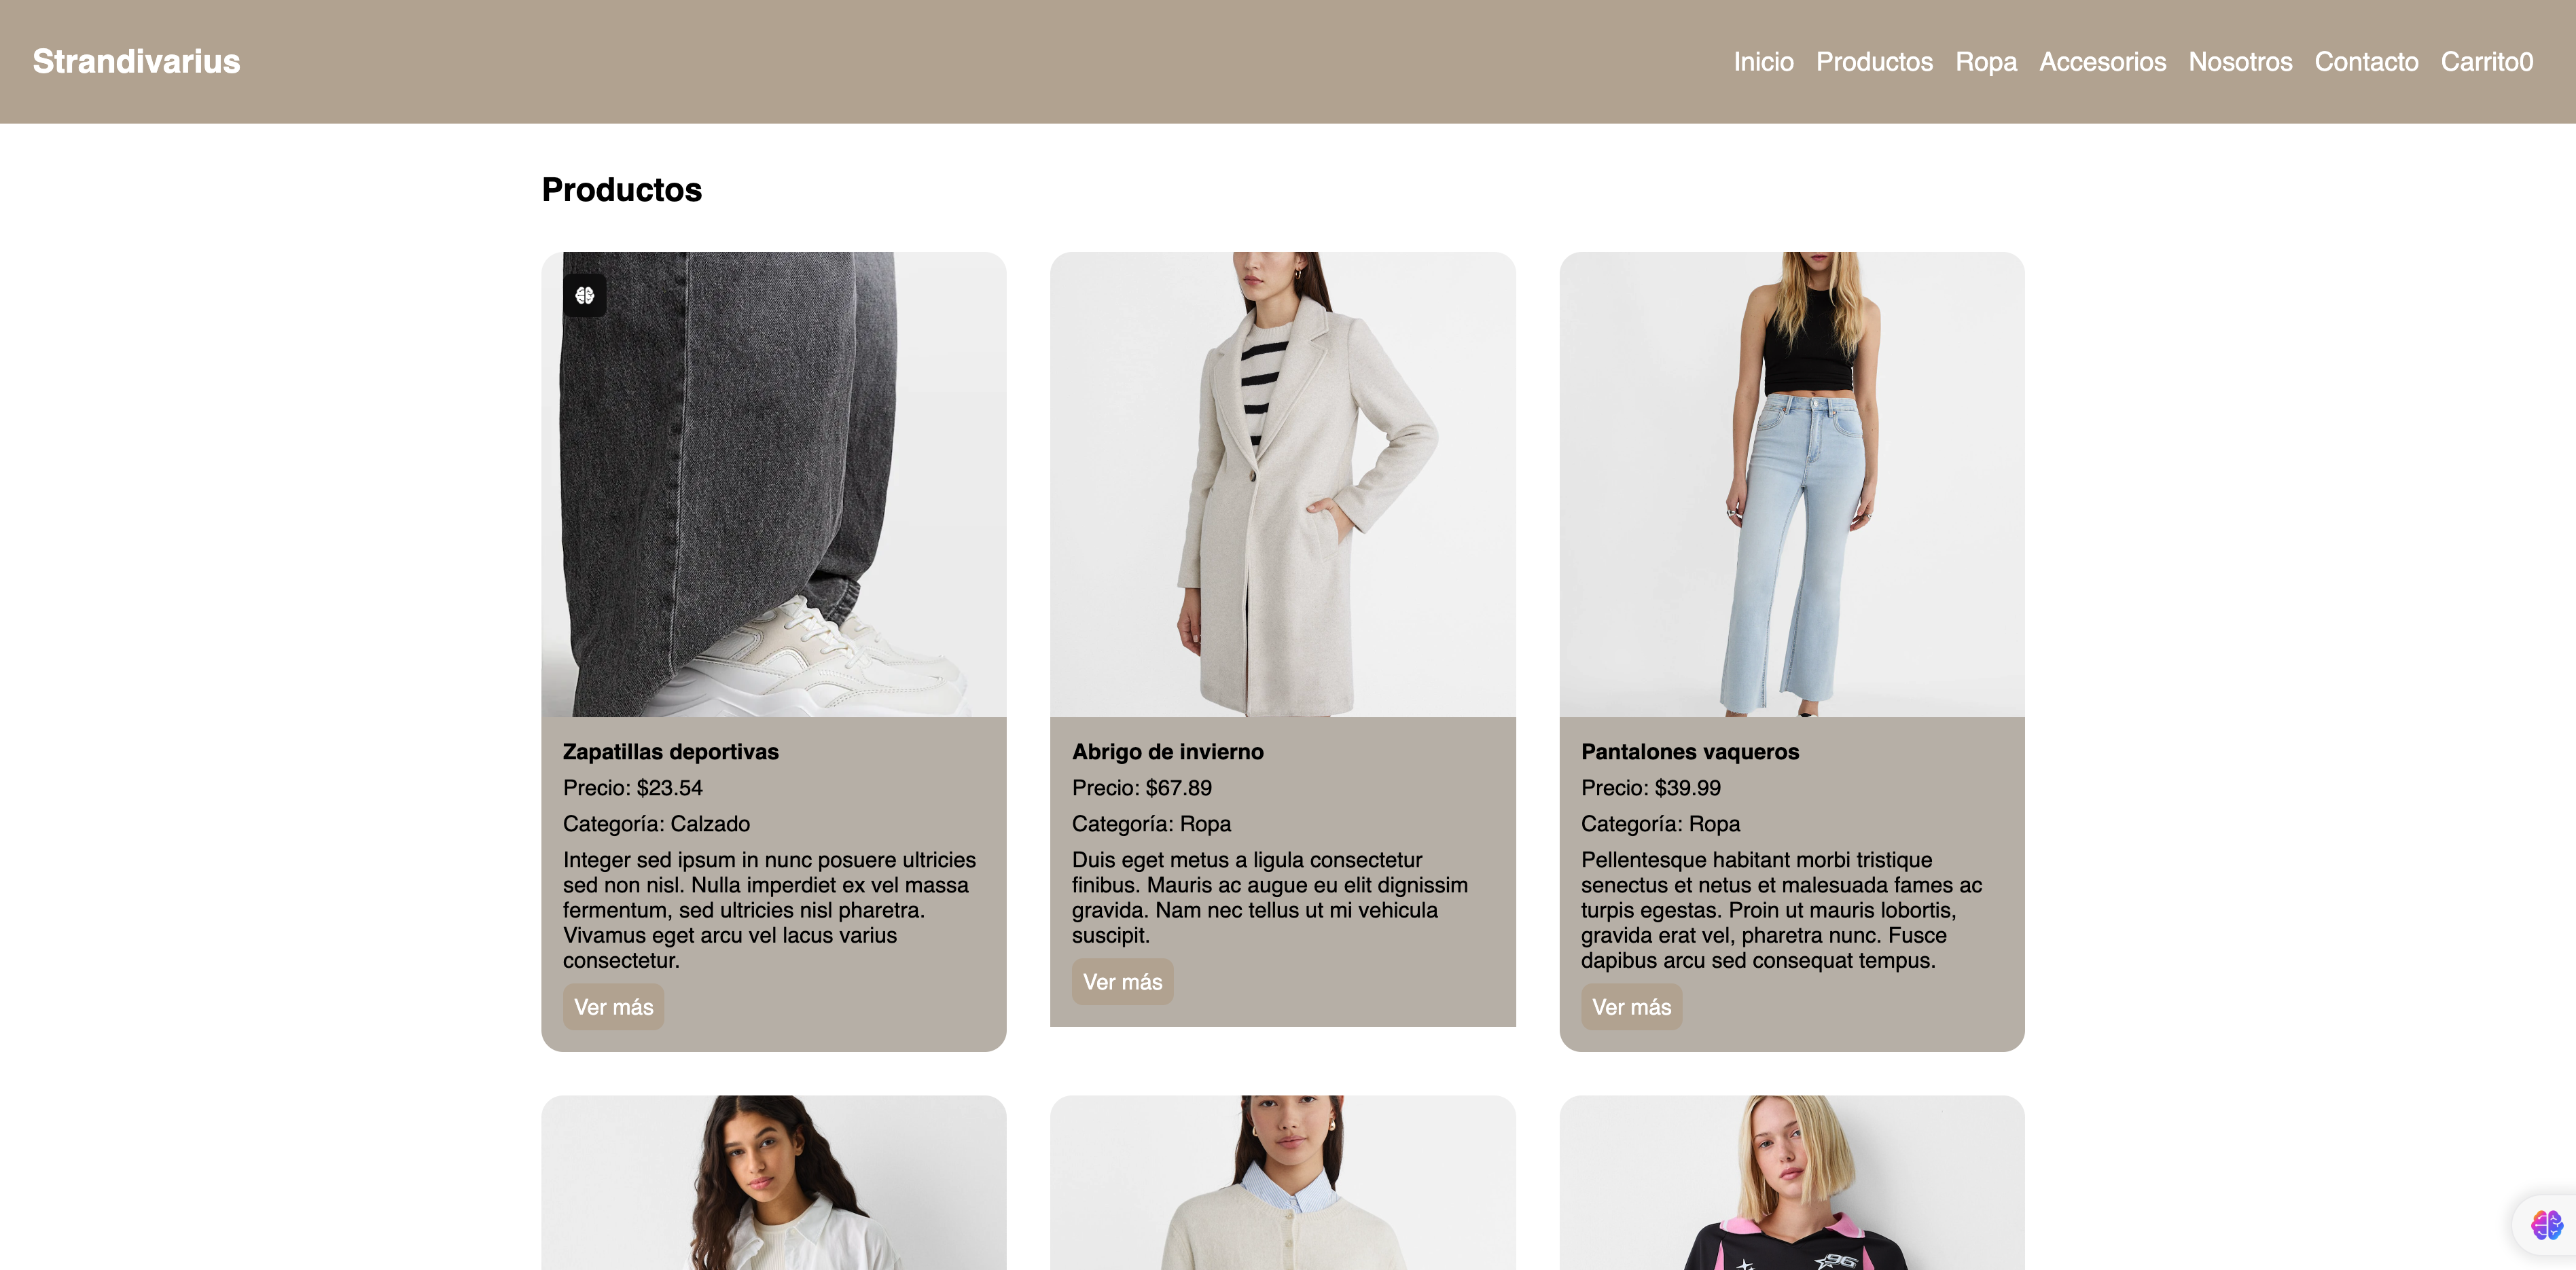 Strandivarius
Inicio Productos Ropa Accesorios Nosotros Contacto Carrito0
Productos
Zapatillas deportivas
Precio: $23.54
Categoría: Calzado
Integer sed ipsum in nunc posuere ultricies
sed non nisl. Nulla imperdiet ex vel massa
fermentum, sed ultricies nisl pharetra.
Vivamus eget arcu vel lacus varius
consectetur.
Ver más
Abrigo de invierno
Precio: $67.89
Categoría: Ropa
Duis eget metus a ligula consectetur
finibus. Mauris ac augue eu elit dignissim
gravida. Nam nec tellus ut mi vehicula
suscipit.
Ver más
Pantalones vaqueros
Precio: $39.99
Categoría: Ropa
Pellentesque habitant morbi tristique
senectus et netus et malesuada fames ac
turpis egestas. Proin ut mauris lobortis,
gravida erat vel, pharetra nunc. Fusce
dapibus arcu sed consequat tempus.
Ver más
96